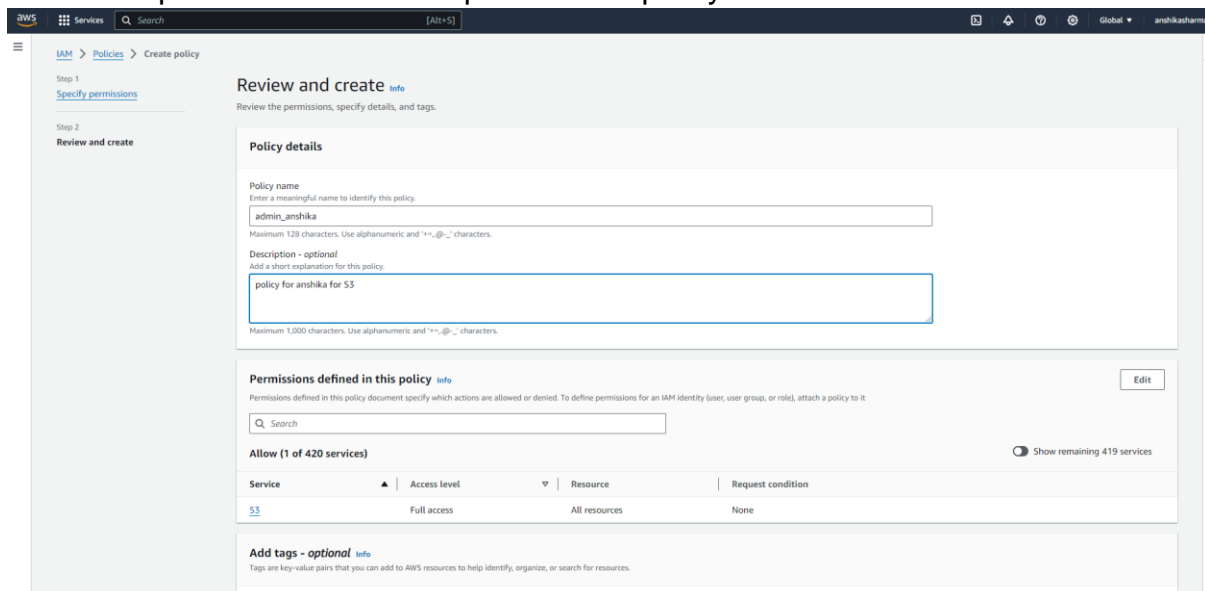 aws Services Search [Alt+S] Global ▼ anshikasharma
IAM > Policies > Create policy
Step 1
Specify permissions
Step 2
Review and create
Review and create Info
Review the permissions, specify details, and tags.
Policy details
Policy name
Enter a meaningful name to identify this policy.
admin_anshika
Maximum 128 characters. Use alphanumeric and '+=,.@-_' characters.
Description - optional
Add a short explanation for this policy.
policy for anshika for S3
Maximum 1,000 characters. Use alphanumeric and '+=,.@-_' characters.
Permissions defined in this policy Info Edit
Permissions defined in this policy document specify which actions are allowed or denied. To define permissions for an IAM identity (user, user group, or role), attach a policy to it
Search
Allow (1 of 420 services) Show remaining 419 services
Service ▲ Access level ▽ Resource Request condition
S3 Full access All resources None
Add tags - optional Info
Tags are key-value pairs that you can add to AWS resources to help identify, organize, or search for resources.